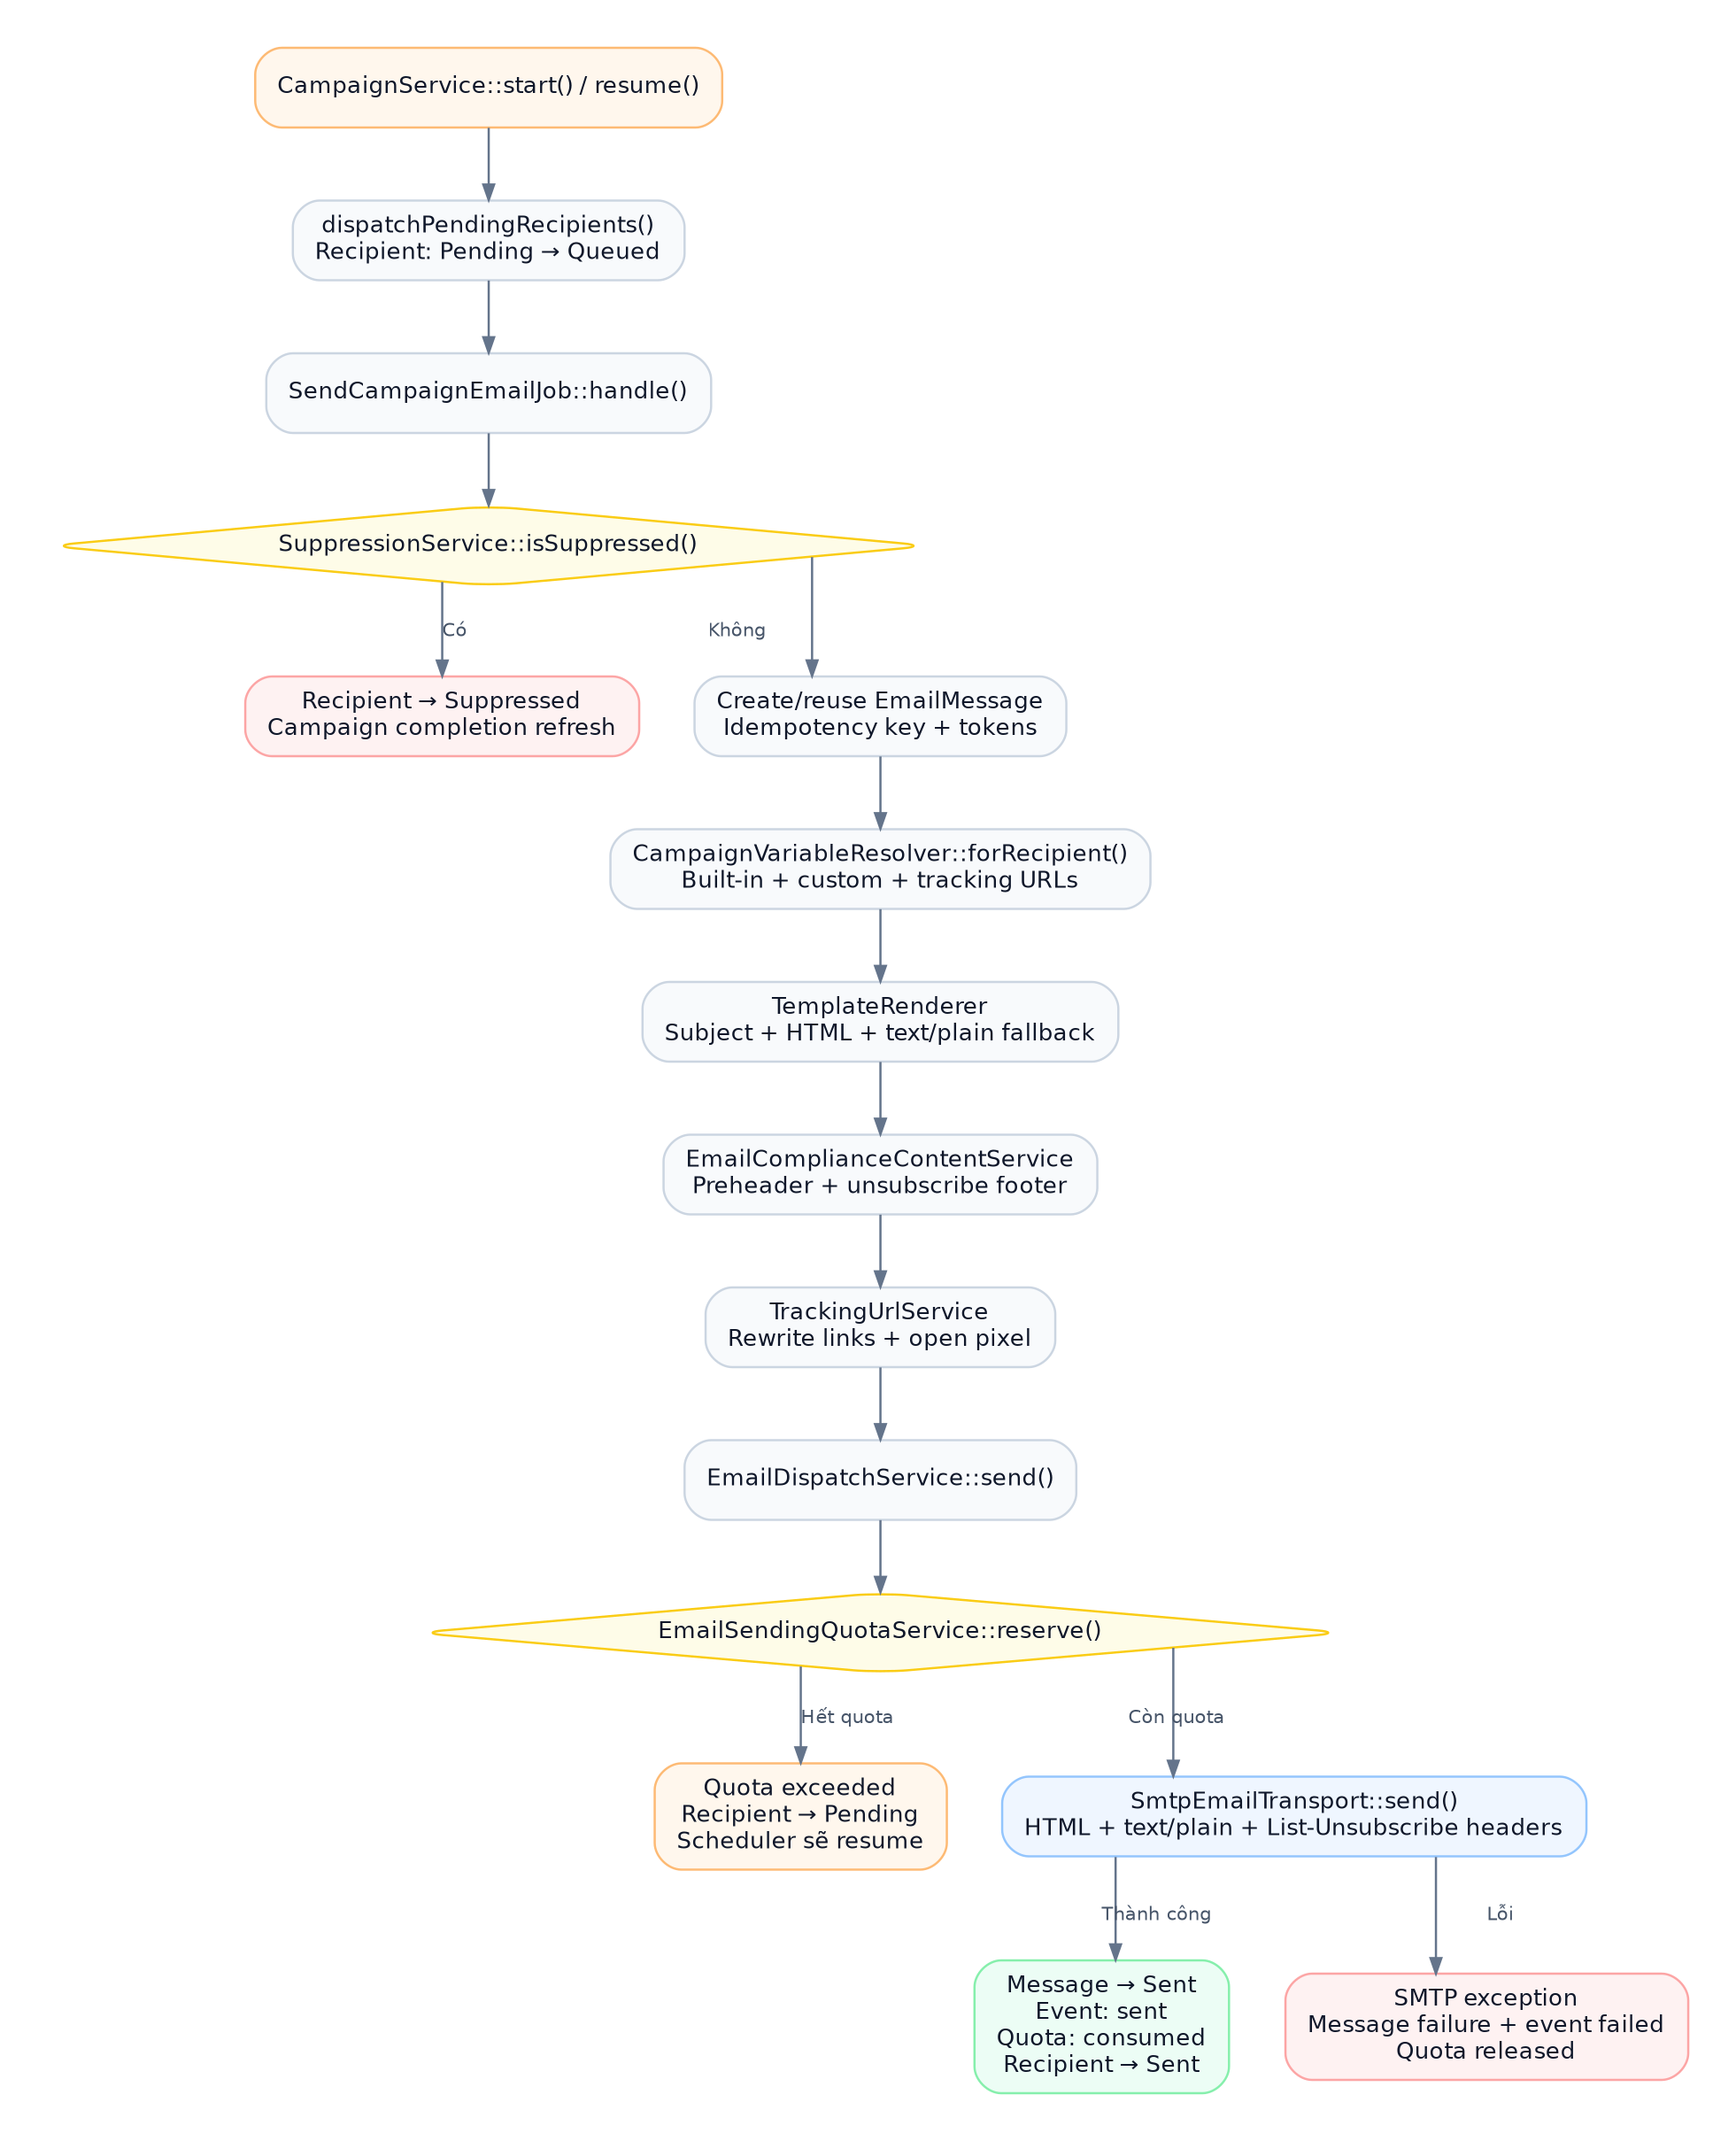 CampaignService::start() / resume()
dispatchPendingRecipients()
Recipient: Pending → Queued
SendCampaignEmailJob::handle()
SuppressionService::isSuppressed()
Có
Không
Recipient → Suppressed
Campaign completion refresh
Create/reuse EmailMessage
Idempotency key + tokens
CampaignVariableResolver::forRecipient()
Built-in + custom + tracking URLs
TemplateRenderer
Subject + HTML + text/plain fallback
EmailComplianceContentService
Preheader + unsubscribe footer
TrackingUrlService
Rewrite links + open pixel
EmailDispatchService::send()
EmailSendingQuotaService::reserve()
Hết quota
Còn quota
Quota exceeded
Recipient → Pending
Scheduler sẽ resume
SmtpEmailTransport::send()
HTML + text/plain + List-Unsubscribe headers
Thành công
Lỗi
Message → Sent
Event: sent
Quota: consumed
Recipient → Sent
SMTP exception
Message failure + event failed
Quota released